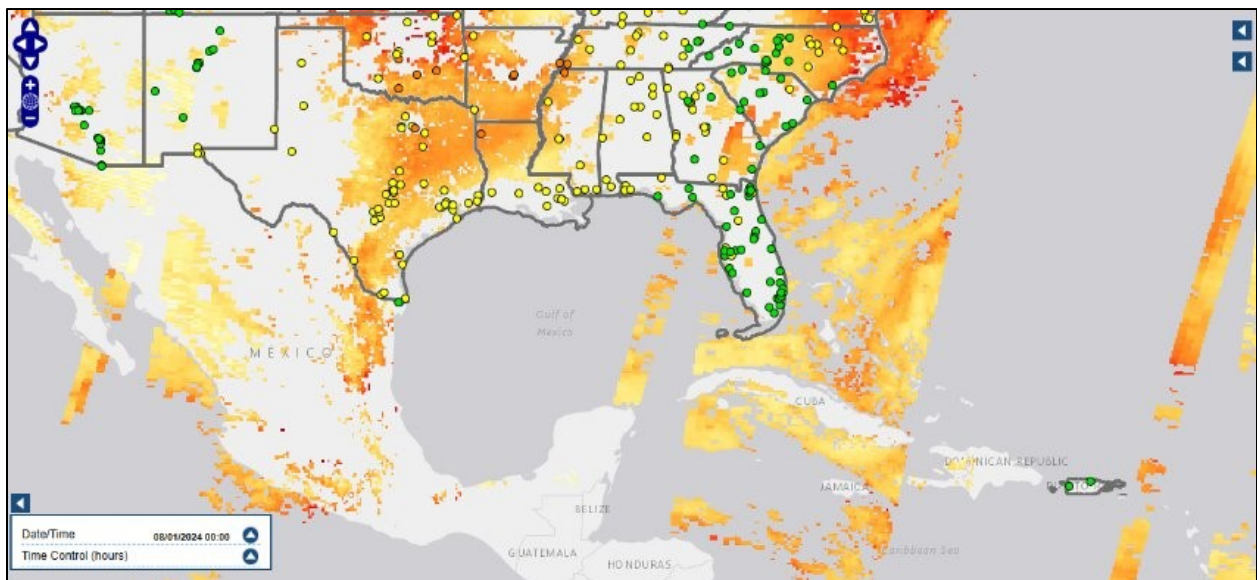 Gulf of
Mexico
MÉXICO
CUBA
DOMINICAN REPUBLIC
JAMAICA
BELIZE
GUATEMALA
HONDURAS
Caribbean Sea
Date/Time 08/01/2024 00:00
Time Control (hours)